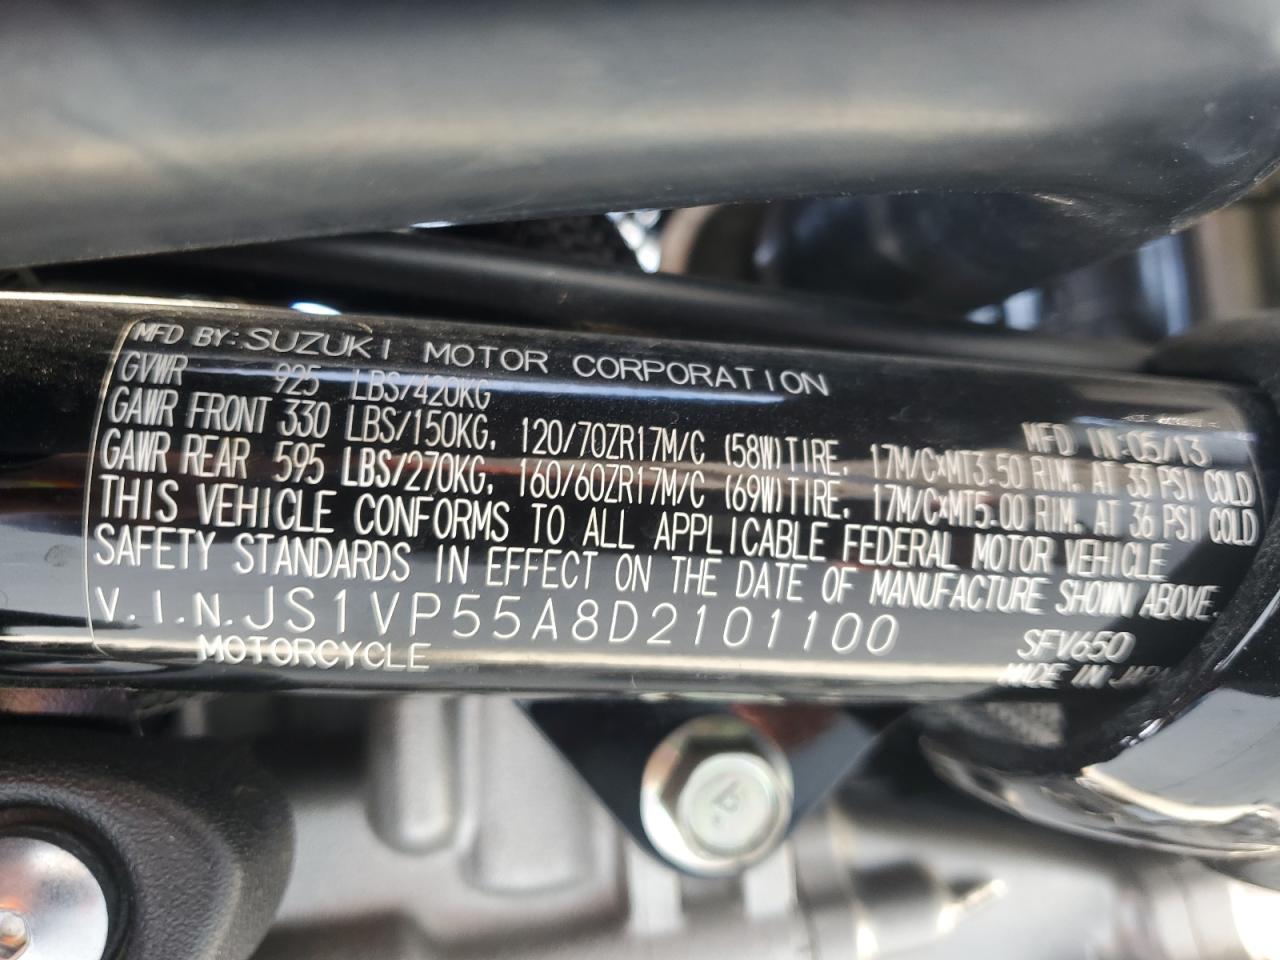 MFD BY: SUZUKI MOTOR CORPORATION
MFD IN: 05/13
GVWR 925 LBS/420KG
GAWR FRONT 330 LBS/150KG, 120/70ZR17M/C (58W)TIRE, 17M/C×MT3.50 RIM, AT 33 PSI COLD
GAWR REAR 595 LBS/270KG, 160/60ZR17M/C (69W)TIRE, 17M/C×MT5.00 RIM, AT 36 PSI COLD
THIS VEHICLE CONFORMS TO ALL APPLICABLE FEDERAL MOTOR VEHICLE
SAFETY STANDARDS IN EFFECT ON THE DATE OF MANUFACTURE SHOWN ABOVE.
V.I.N. JS1VP55A8D2101100 SFV650
MOTORCYCLE MADE IN JAPAN